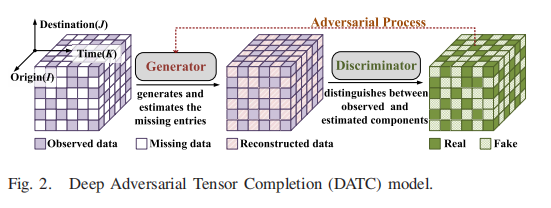 Destination(J)
Adversarial Process
Time(K)
Origin(I)
Generator
generates and
estimates the
missing entries
Discriminator
distinguishes between
observed and
estimated components
Observed data
Missing data
Reconstructed data
Real
Fake
Fig. 2. Deep Adversarial Tensor Completion (DATC) model.